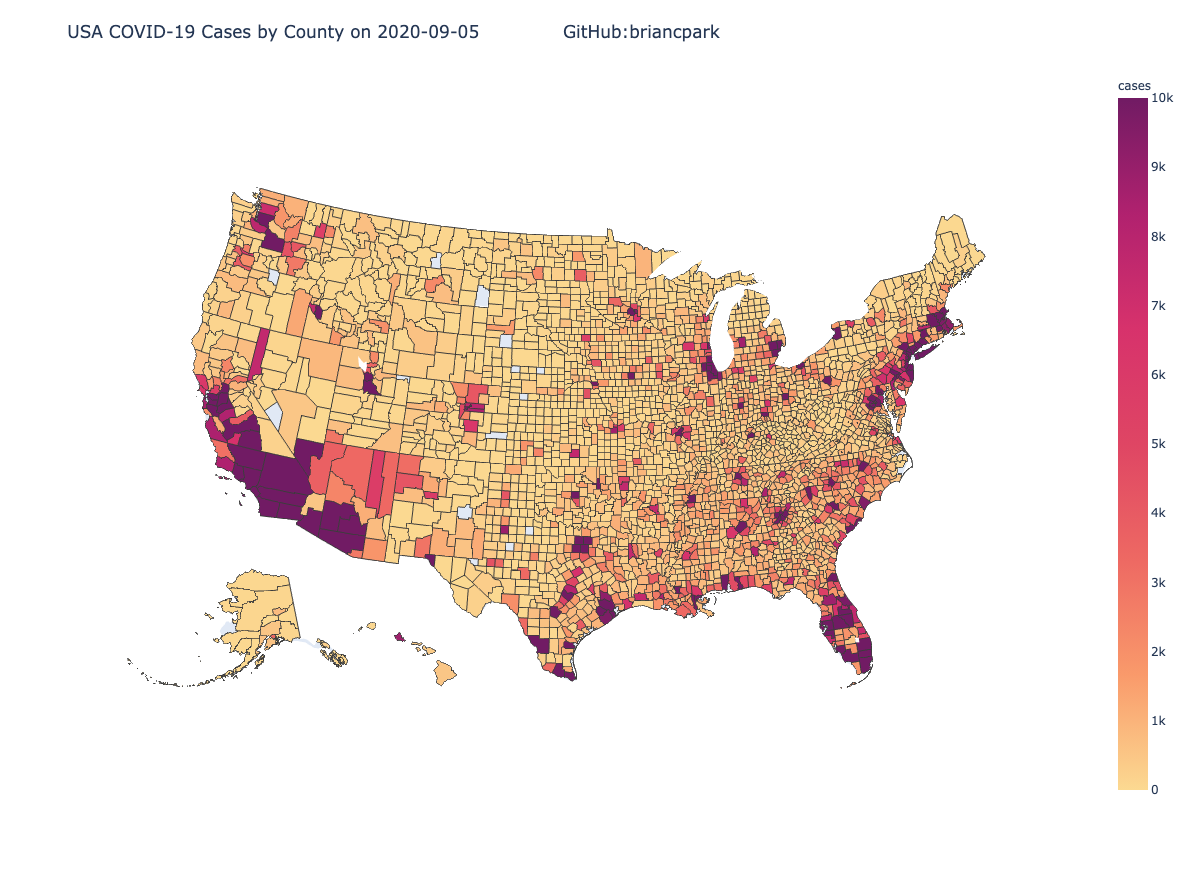 USA COVID-19 Cases by County on 2020-09-05 GitHub:briancpark
cases
10k
9k
8k
7k
6k
5k
4k
3k
2k
1k
0